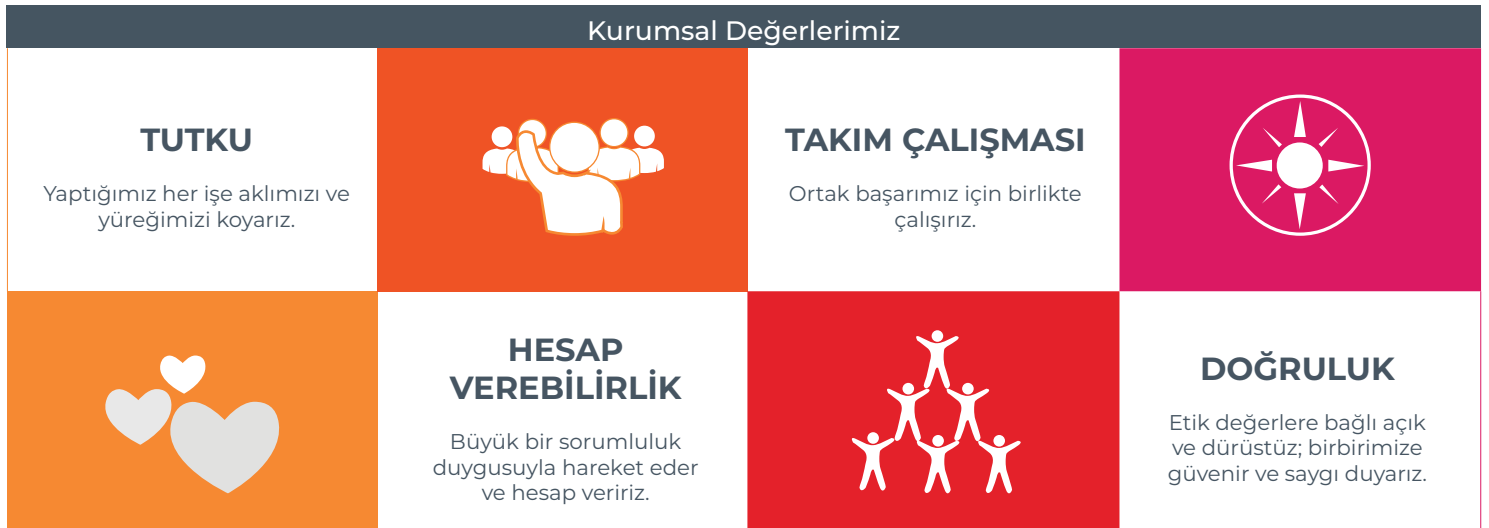 Kurumsal Değerlerimiz
TUTKU
Yaptığımız her işe aklımızı ve
yüreğimizi koyarız.
TAKIM ÇALIŞMASI
Ortak başarımız için birlikte
çalışırız.
HESAP
VEREBİLİRLİK
Büyük bir sorumluluk
duygusuyla hareket eder
ve hesap veririz.
DOĞRULUK
Etik değerlere bağlı açık
ve dürüstüz; birbirimize
güvenir ve saygı duyarız.